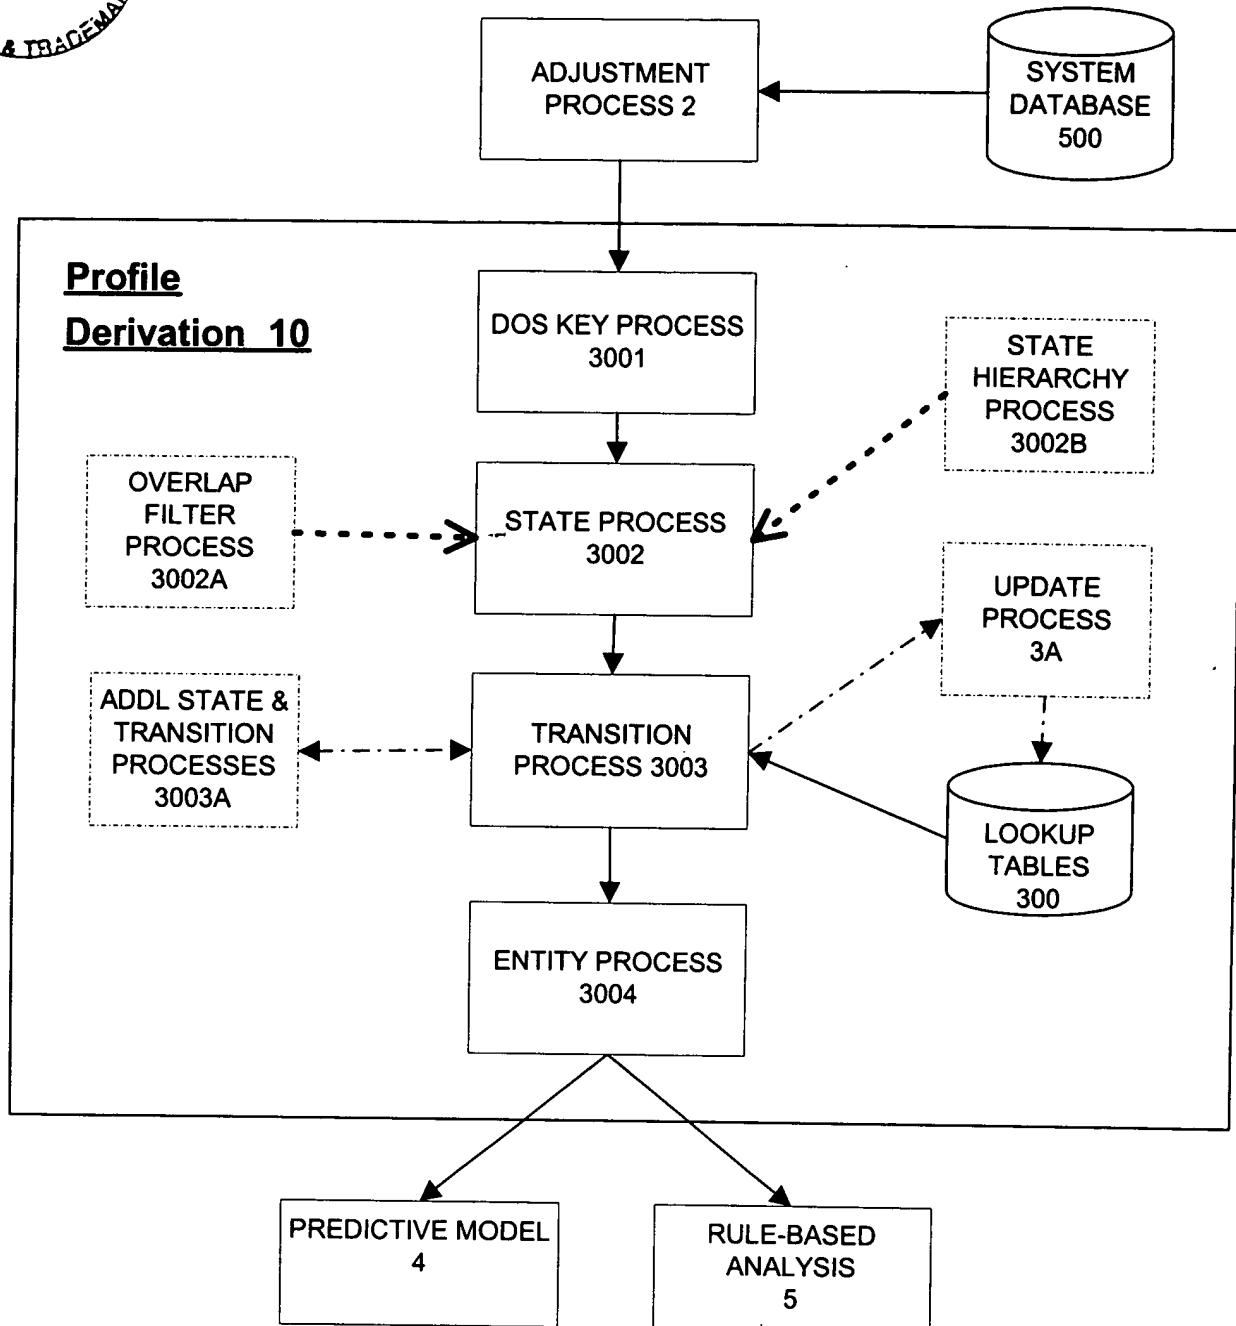 & TRADEMA
ADJUSTMENT
PROCESS 2
SYSTEM
DATABASE
500
Profile
Derivation 10
DOS KEY PROCESS
3001
STATE
HIERARCHY
PROCESS
3002B
OVERLAP
FILTER
PROCESS
3002A
STATE PROCESS
3002
UPDATE
PROCESS
3A
ADDL STATE &
TRANSITION
PROCESSES
3003A
TRANSITION
PROCESS 3003
LOOKUP
TABLES
300
ENTITY PROCESS
3004
PREDICTIVE MODEL
4
RULE-BASED
ANALYSIS
5